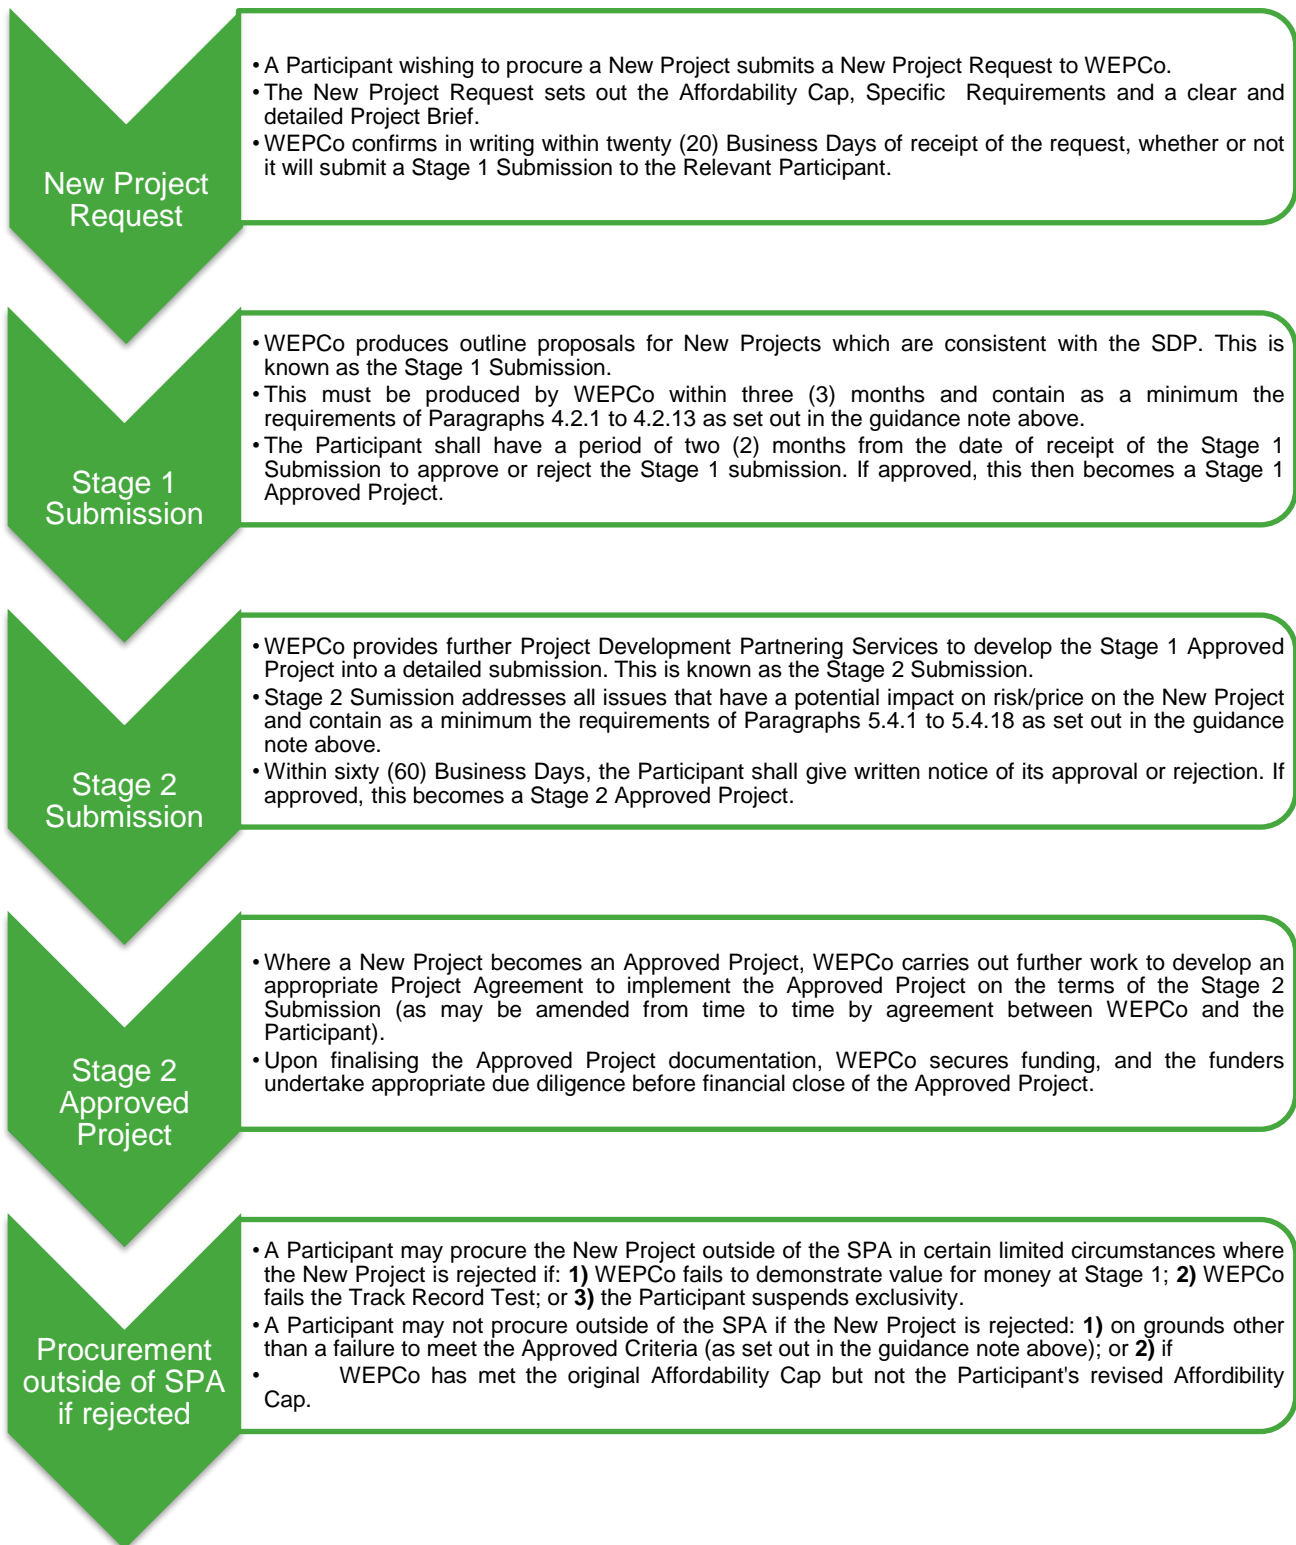 New Project
Request
• A Participant wishing to procure a New Project submits a New Project Request to WEPCo.
• The New Project Request sets out the Affordability Cap, Specific Requirements and a clear and
detailed Project Brief.
• WEPCo confirms in writing within twenty (20) Business Days of receipt of the request, whether or not
it will submit a Stage 1 Submission to the Relevant Participant.
Stage 1
Submission
• WEPCo produces outline proposals for New Projects which are consistent with the SDP. This is
known as the Stage 1 Submission.
• This must be produced by WEPCo within three (3) months and contain as a minimum the
requirements of Paragraphs 4.2.1 to 4.2.13 as set out in the guidance note above.
• The Participant shall have a period of two (2) months from the date of receipt of the Stage 1
Submission to approve or reject the Stage 1 submission. If approved, this then becomes a Stage 1
Approved Project.
Stage 2
Submission
• WEPCo provides further Project Development Partnering Services to develop the Stage 1 Approved
Project into a detailed submission. This is known as the Stage 2 Submission.
• Stage 2 Sumission addresses all issues that have a potential impact on risk/price on the New Project
and contain as a minimum the requirements of Paragraphs 5.4.1 to 5.4.18 as set out in the guidance
note above.
• Within sixty (60) Business Days, the Participant shall give written notice of its approval or rejection. If
approved, this becomes a Stage 2 Approved Project.
Stage 2
Approved
Project
• Where a New Project becomes an Approved Project, WEPCo carries out further work to develop an
appropriate Project Agreement to implement the Approved Project on the terms of the Stage 2
Submission (as may be amended from time to time by agreement between WEPCo and the
Participant).
• Upon finalising the Approved Project documentation, WEPCo secures funding, and the funders
undertake appropriate due diligence before financial close of the Approved Project.
Procurement
outside of SPA
if rejected
• A Participant may procure the New Project outside of the SPA in certain limited circumstances where
the New Project is rejected if: 1) WEPCo fails to demonstrate value for money at Stage 1; 2) WEPCo
fails the Track Record Test; or 3) the Participant suspends exclusivity.
• A Participant may not procure outside of the SPA if the New Project is rejected: 1) on grounds other
than a failure to meet the Approved Criteria (as set out in the guidance note above); or 2) if
• WEPCo has met the original Affordability Cap but not the Participant's revised Affordibility
Cap.